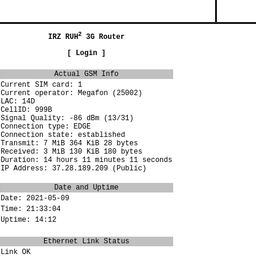 IRZ RUH² 3G Router
[ Login ]
Actual GSM Info
Current SIM card: 1
Current operator: Megafon (25002)
LAC: 14D
CellID: 999B
Signal Quality: -86 dBm (13/31)
Connection type: EDGE
Connection state: established
Transmit: 7 MiB 364 KiB 28 bytes
Received: 3 MiB 130 KiB 180 bytes
Duration: 14 hours 11 minutes 11 seconds
IP Address: 37.28.189.209 (Public)
Date and Uptime
Date: 2021-05-09
Time: 21:33:04
Uptime: 14:12
Ethernet Link Status
Link OK